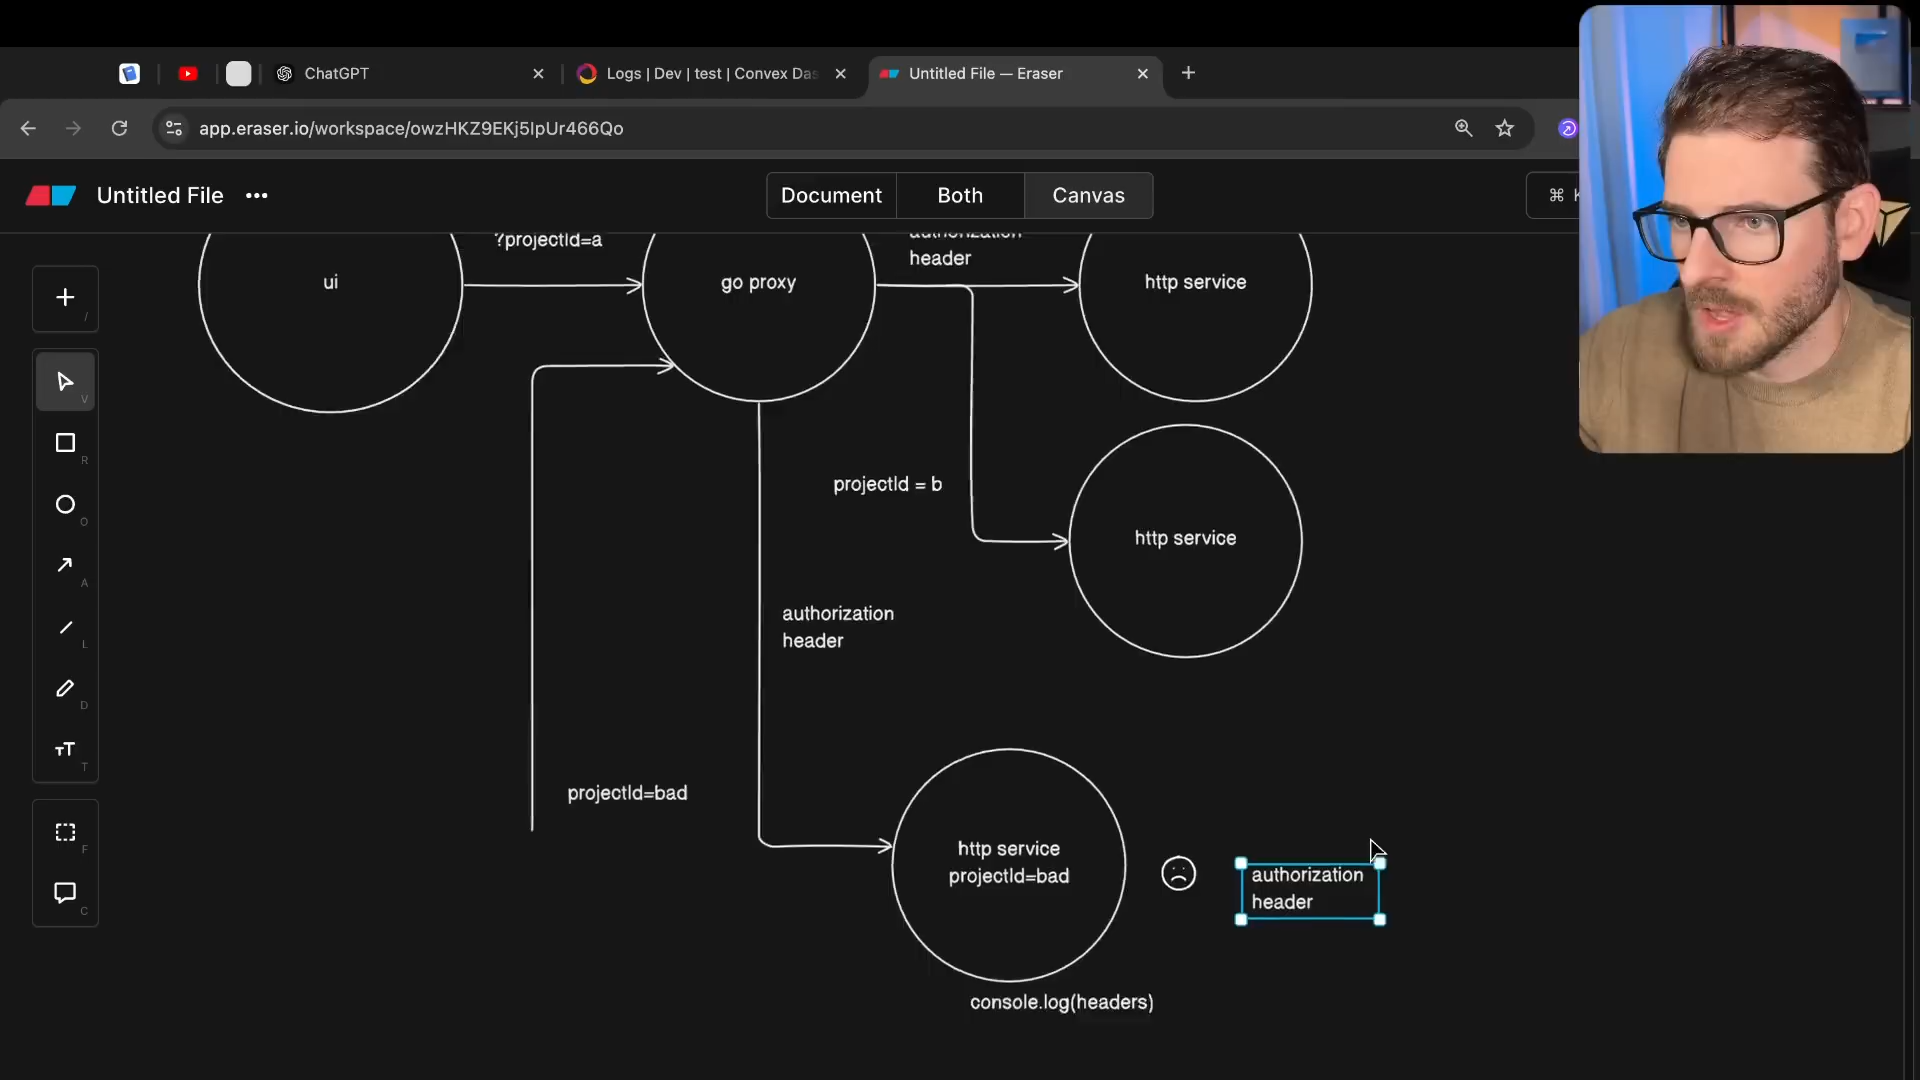 ChatGPT
Logs | Dev | test | Convex Das
Untitled File — Eraser
app.eraser.io/workspace/owzHKZ9EKj5IpUr466Qo
Untitled File
Document
Both
Canvas
⌘ K
?projectId=a
authorization
header
ui
go proxy
http service
/
V
R
O
A
L
D
T
F
C
projectId = b
http service
authorization
header
projectId=bad
http service
projectId=bad
authorization
header
console.log(headers)